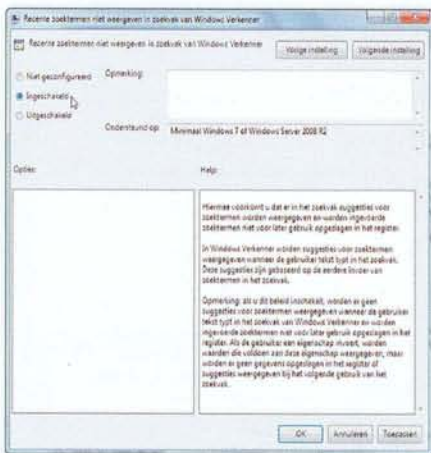 Recente zoektermen niet weergeven in zoekvak van Windows Verkenner
Recente zoektermen niet weergeven in zoekvak van Windows Verkenner
Vorige instelling
Volgende instelling
Niet geconfigureerd
Opmerking:
Ingeschakeld
Uitgeschakeld
Ondersteund op:
Minimaal Windows 7 of Windows Server 2008 R2
Opties:
Help:
Hiermee voorkomt u dat er in het zoekvak suggesties voor
zoektermen worden weergegeven en worden ingevoerde
zoektermen niet voor later gebruik opgeslagen in het register.
In Windows Verkenner worden suggesties voor zoektermen
weergegeven wanneer de gebruiker tekst typt in het zoekvak.
Deze suggesties zijn gebaseerd op de eerdere invoer van
zoektermen in het zoekvak.
Opmerking: als u dit beleid inschakelt, worden er geen
suggesties voor zoektermen weergegeven wanneer de gebruiker
tekst typt in het zoekvak van Windows Verkenner en worden
ingevoerde zoektermen niet voor later gebruik opgeslagen in het
register. Als de gebruiker een eigenschap invoert, worden
waarden die voldoen aan deze eigenschap weergegeven, maar
worden er geen gegevens opgeslagen in het register of
suggesties weergegeven bij het volgende gebruik van het
zoekvak.
OK
Annuleren
Toepassen